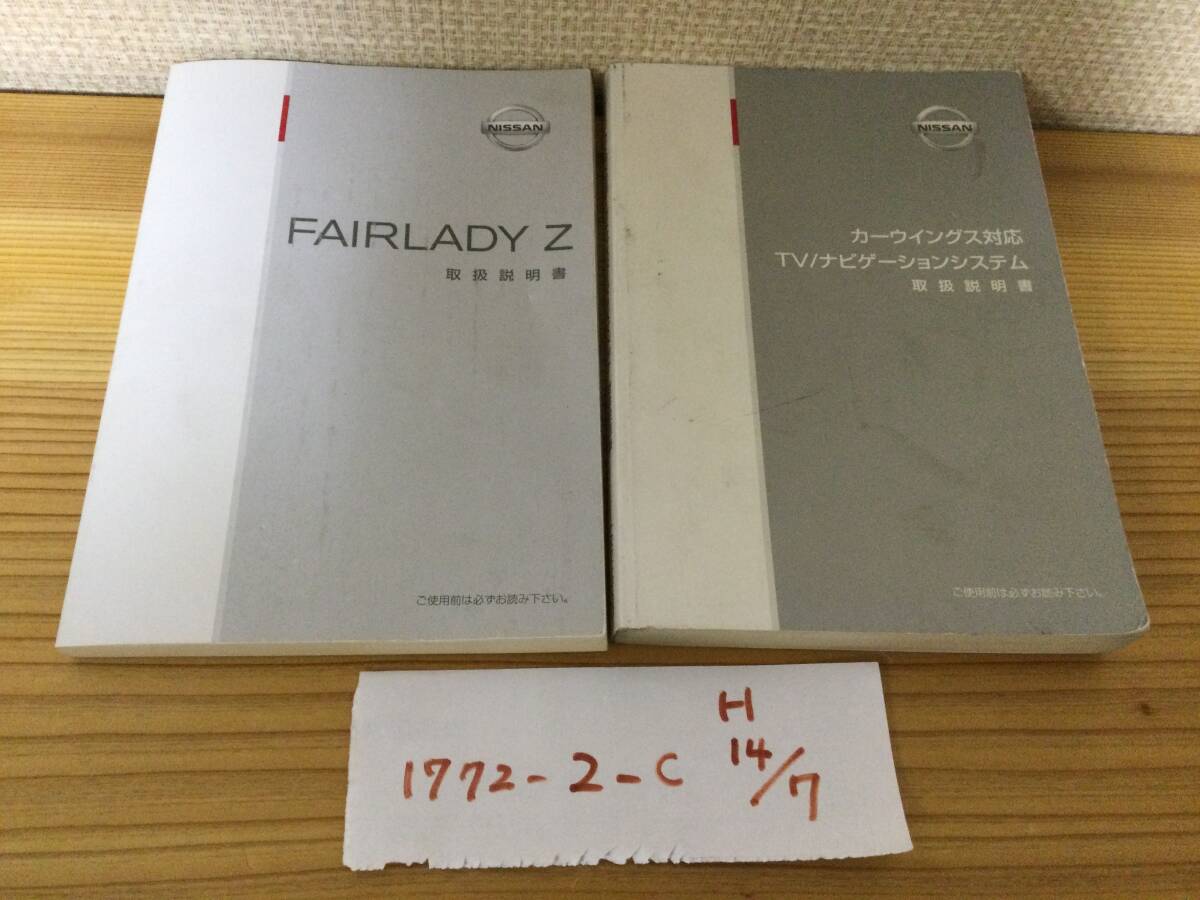 NISSAN
FAIRLADY Z
取扱説明書
ご使用前は必ずお読み下さい。
NISSAN
カーウイングス対応
TV/ナビゲーションシステム
取扱説明書
ご使用前は必ずお読み下さい。
H
1772-2-C 14/7